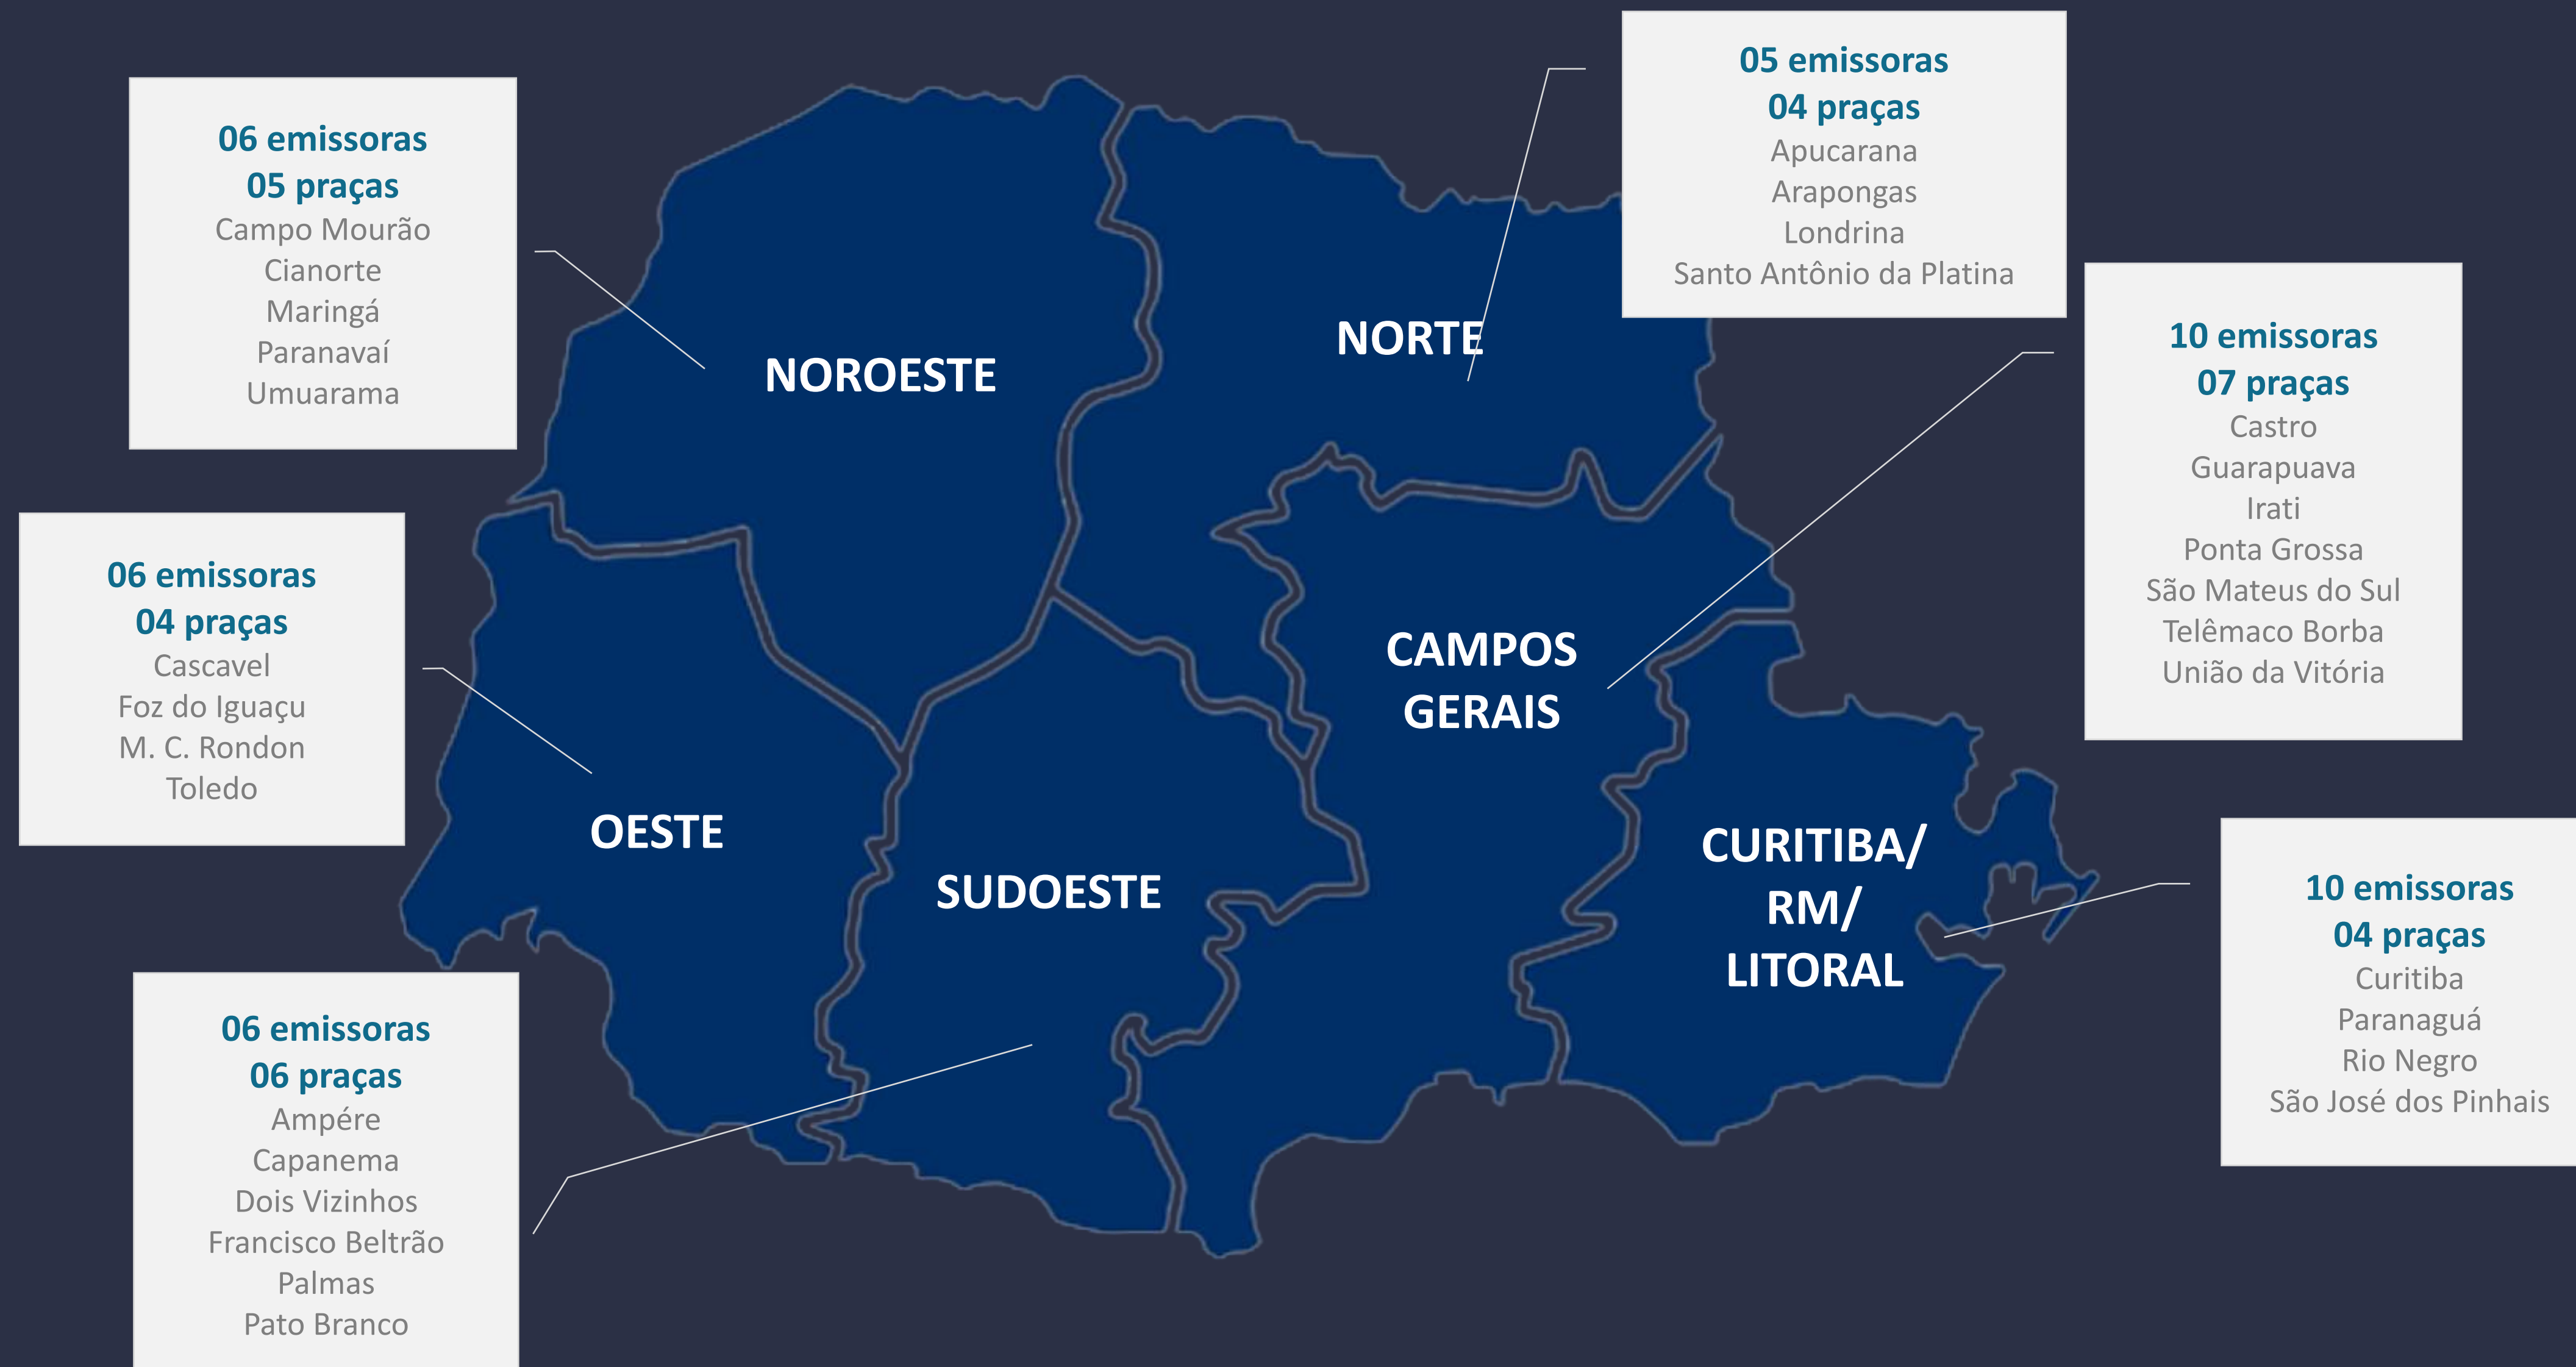 06 emissoras
05 praças
Campo Mourão
Cianorte
Maringá
Paranavaí
Umuarama
05 emissoras
04 praças
Apucarana
Arapongas
Londrina
Santo Antônio da Platina
NOROESTE
NORTE
10 emissoras
07 praças
Castro
Guarapuava
Irati
Ponta Grossa
São Mateus do Sul
Telêmaco Borba
União da Vitória
06 emissoras
04 praças
Cascavel
Foz do Iguaçu
M. C. Rondon
Toledo
CAMPOS
GERAIS
OESTE
SUDOESTE
CURITIBA/
RM/
LITORAL
10 emissoras
04 praças
Curitiba
Paranaguá
Rio Negro
São José dos Pinhais
06 emissoras
06 praças
Ampére
Capanema
Dois Vizinhos
Francisco Beltrão
Palmas
Pato Branco